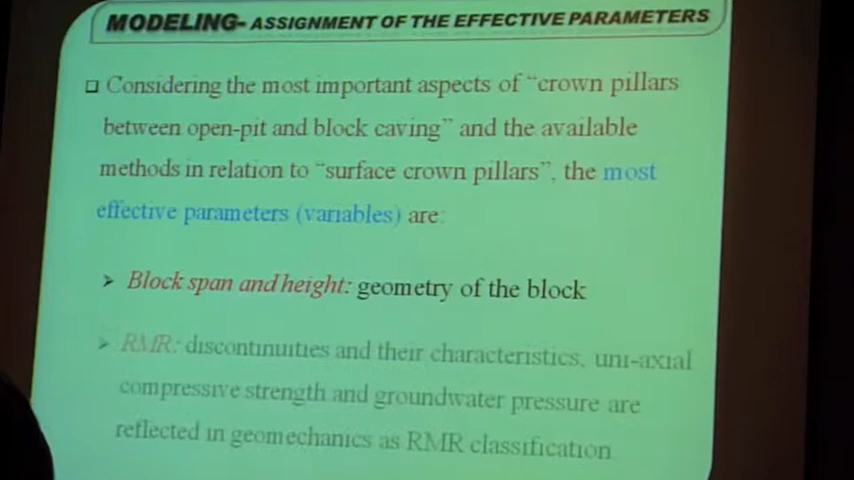 MODELING- ASSIGNMENT OF THE EFFECTIVE PARAMETERS
Considering the most important aspects of "crown pillars
between open-pit and block caving" and the available
methods in relation to "surface crown pillars", the most
effective parameters (variables) are:
Block span and height: geometry of the block
RMR: discontinuities and their characteristics, uni-axial
compressive strength and groundwater pressure are
reflected in geomechanics as RMR classification